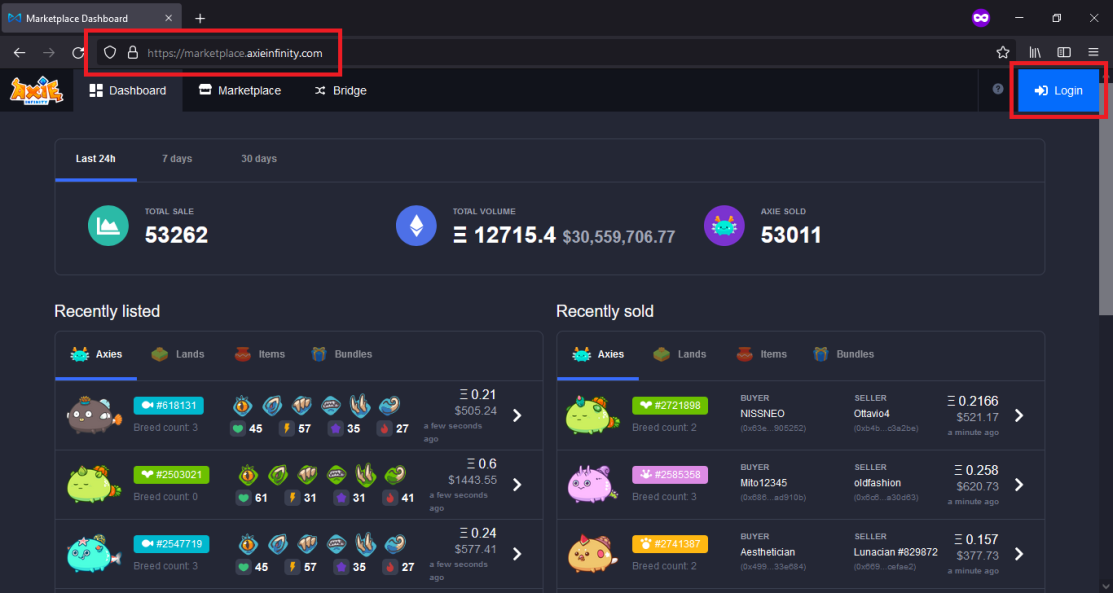 Marketplace Dashboard
https://marketplace.axieinfinity.com
AXIE INFINITY
Dashboard
Marketplace
Bridge
Login
Last 24h
7 days
30 days
TOTAL SALE
53262
TOTAL VOLUME
Ξ 12715.4 $30,559,706.77
AXIE SOLD
53011
Recently listed
Axies
Lands
Items
Bundles
#618131
Breed count: 3
45 57 35 27
Ξ 0.21
$505.24
a few seconds
ago
#2503021
Breed count: 0
61 31 31 41
Ξ 0.6
$1443.55
a few seconds
ago
#2547719
Breed count: 3
45 57 35 27
Ξ 0.24
$577.41
a few seconds
ago
Recently sold
Axies
Lands
Items
Bundles
#2721898
Breed count: 2
BUYER
NISSNEO
(0x63e...905252)
SELLER
Ottavio4
(0xb4b...c3a2be)
Ξ 0.2166
$521.17
a minute ago
#2585358
Breed count: 3
BUYER
Mito12345
(0x686...ad910b)
SELLER
oldfashion
(0x6c6...a30d63)
Ξ 0.258
$620.73
a minute ago
#2741387
Breed count: 2
BUYER
Aesthetician
(0x499...33e684)
SELLER
Lunacian #829872
(0x669...cefae2)
Ξ 0.157
$377.73
a minute ago